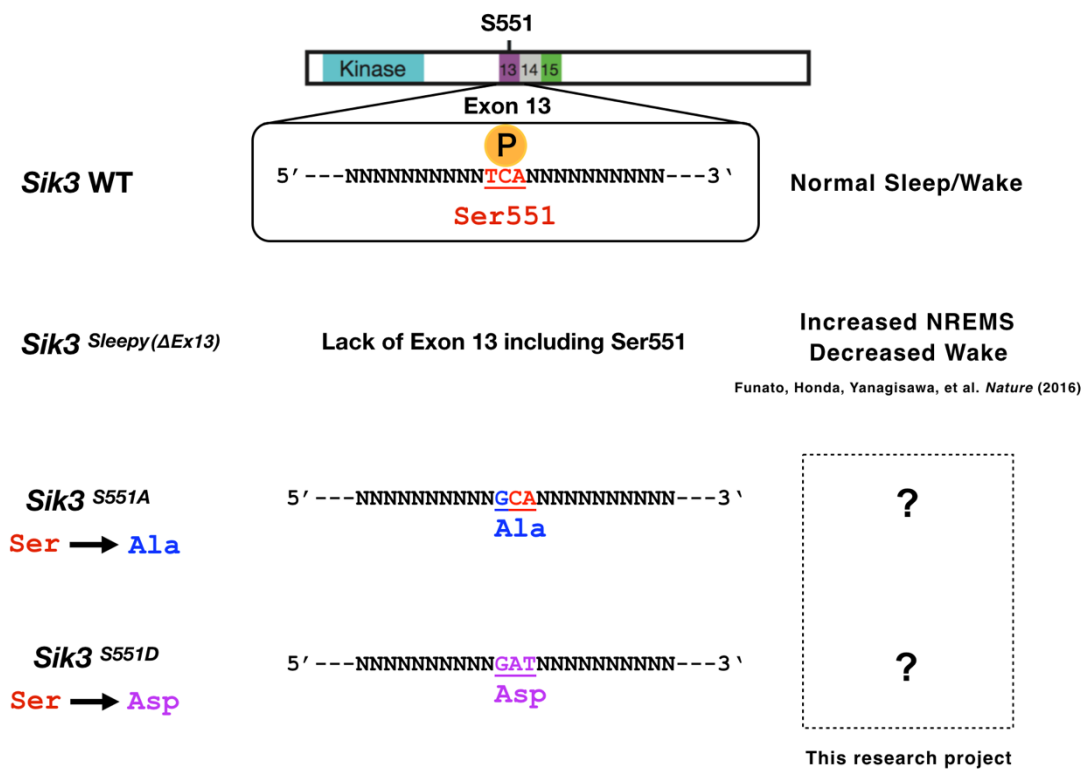 S551
Kinase 13 14 15
Exon 13
P
Sik3 WT
5’ ---NNNNNNNNNNTCANNNNNNNNNN---3‘
Ser551
Normal Sleep/Wake
Sik3 Sleepy(ΔEx13)
Lack of Exon 13 including Ser551
Increased NREMS
Decreased Wake
Funato, Honda, Yanagisawa, et al. Nature (2016)
Sik3 S551A
Ser Ala
5’ ---NNNNNNNNNNGCANNNNNNNNNN---3‘
Ala
?
Sik3 S551D
Ser Asp
5’ ---NNNNNNNNNNGATNNNNNNNNNN---3‘
Asp
?
This research project